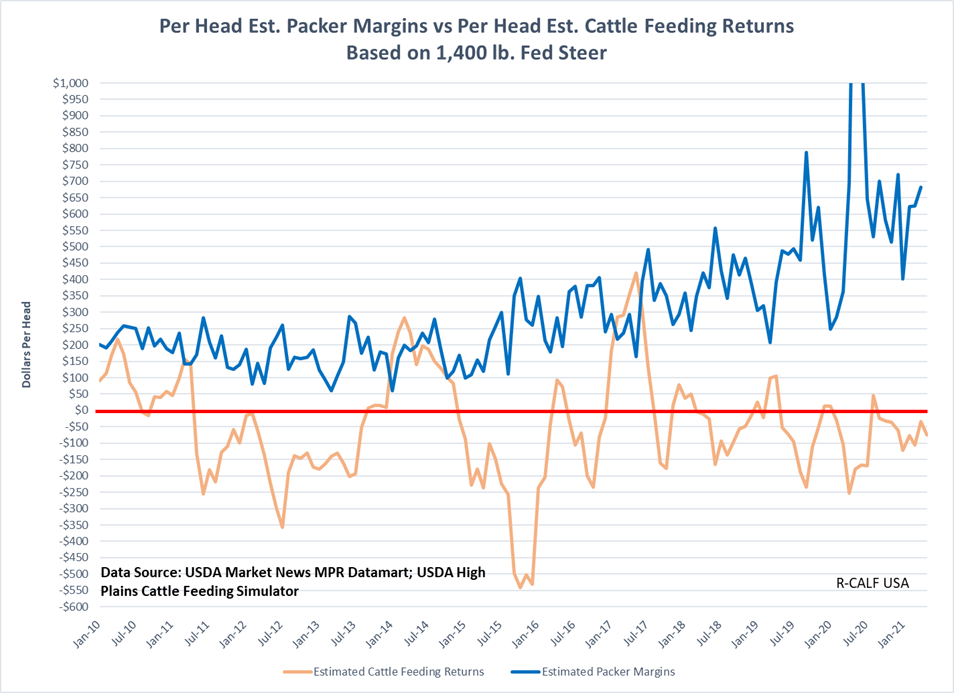 Per Head Est. Packer Margins vs Per Head Est. Cattle Feeding Returns
Based on 1,400 lb. Fed Steer
$1,000
$950
$900
$850
$800
$750
$700
$650
$600
$550
$500
$450
$400
$350
$300
$250
$200
$150
$100
$50
$0
-$50
-$100
-$150
-$200
-$250
-$300
-$350
-$400
-$450
-$500
-$550
-$600
Dollars Per Head
Data Source: USDA Market News MPR Datamart; USDA High
Plains Cattle Feeding Simulator
R-CALF USA
Jan-10
Jul-10
Jan-11
Jul-11
Jan-12
Jul-12
Jan-13
Jul-13
Jan-14
Jul-14
Jan-15
Jul-15
Jan-16
Jul-16
Jan-17
Jul-17
Jan-18
Jul-18
Jan-19
Jul-19
Jan-20
Jul-20
Jan-21
Estimated Cattle Feeding Returns
Estimated Packer Margins